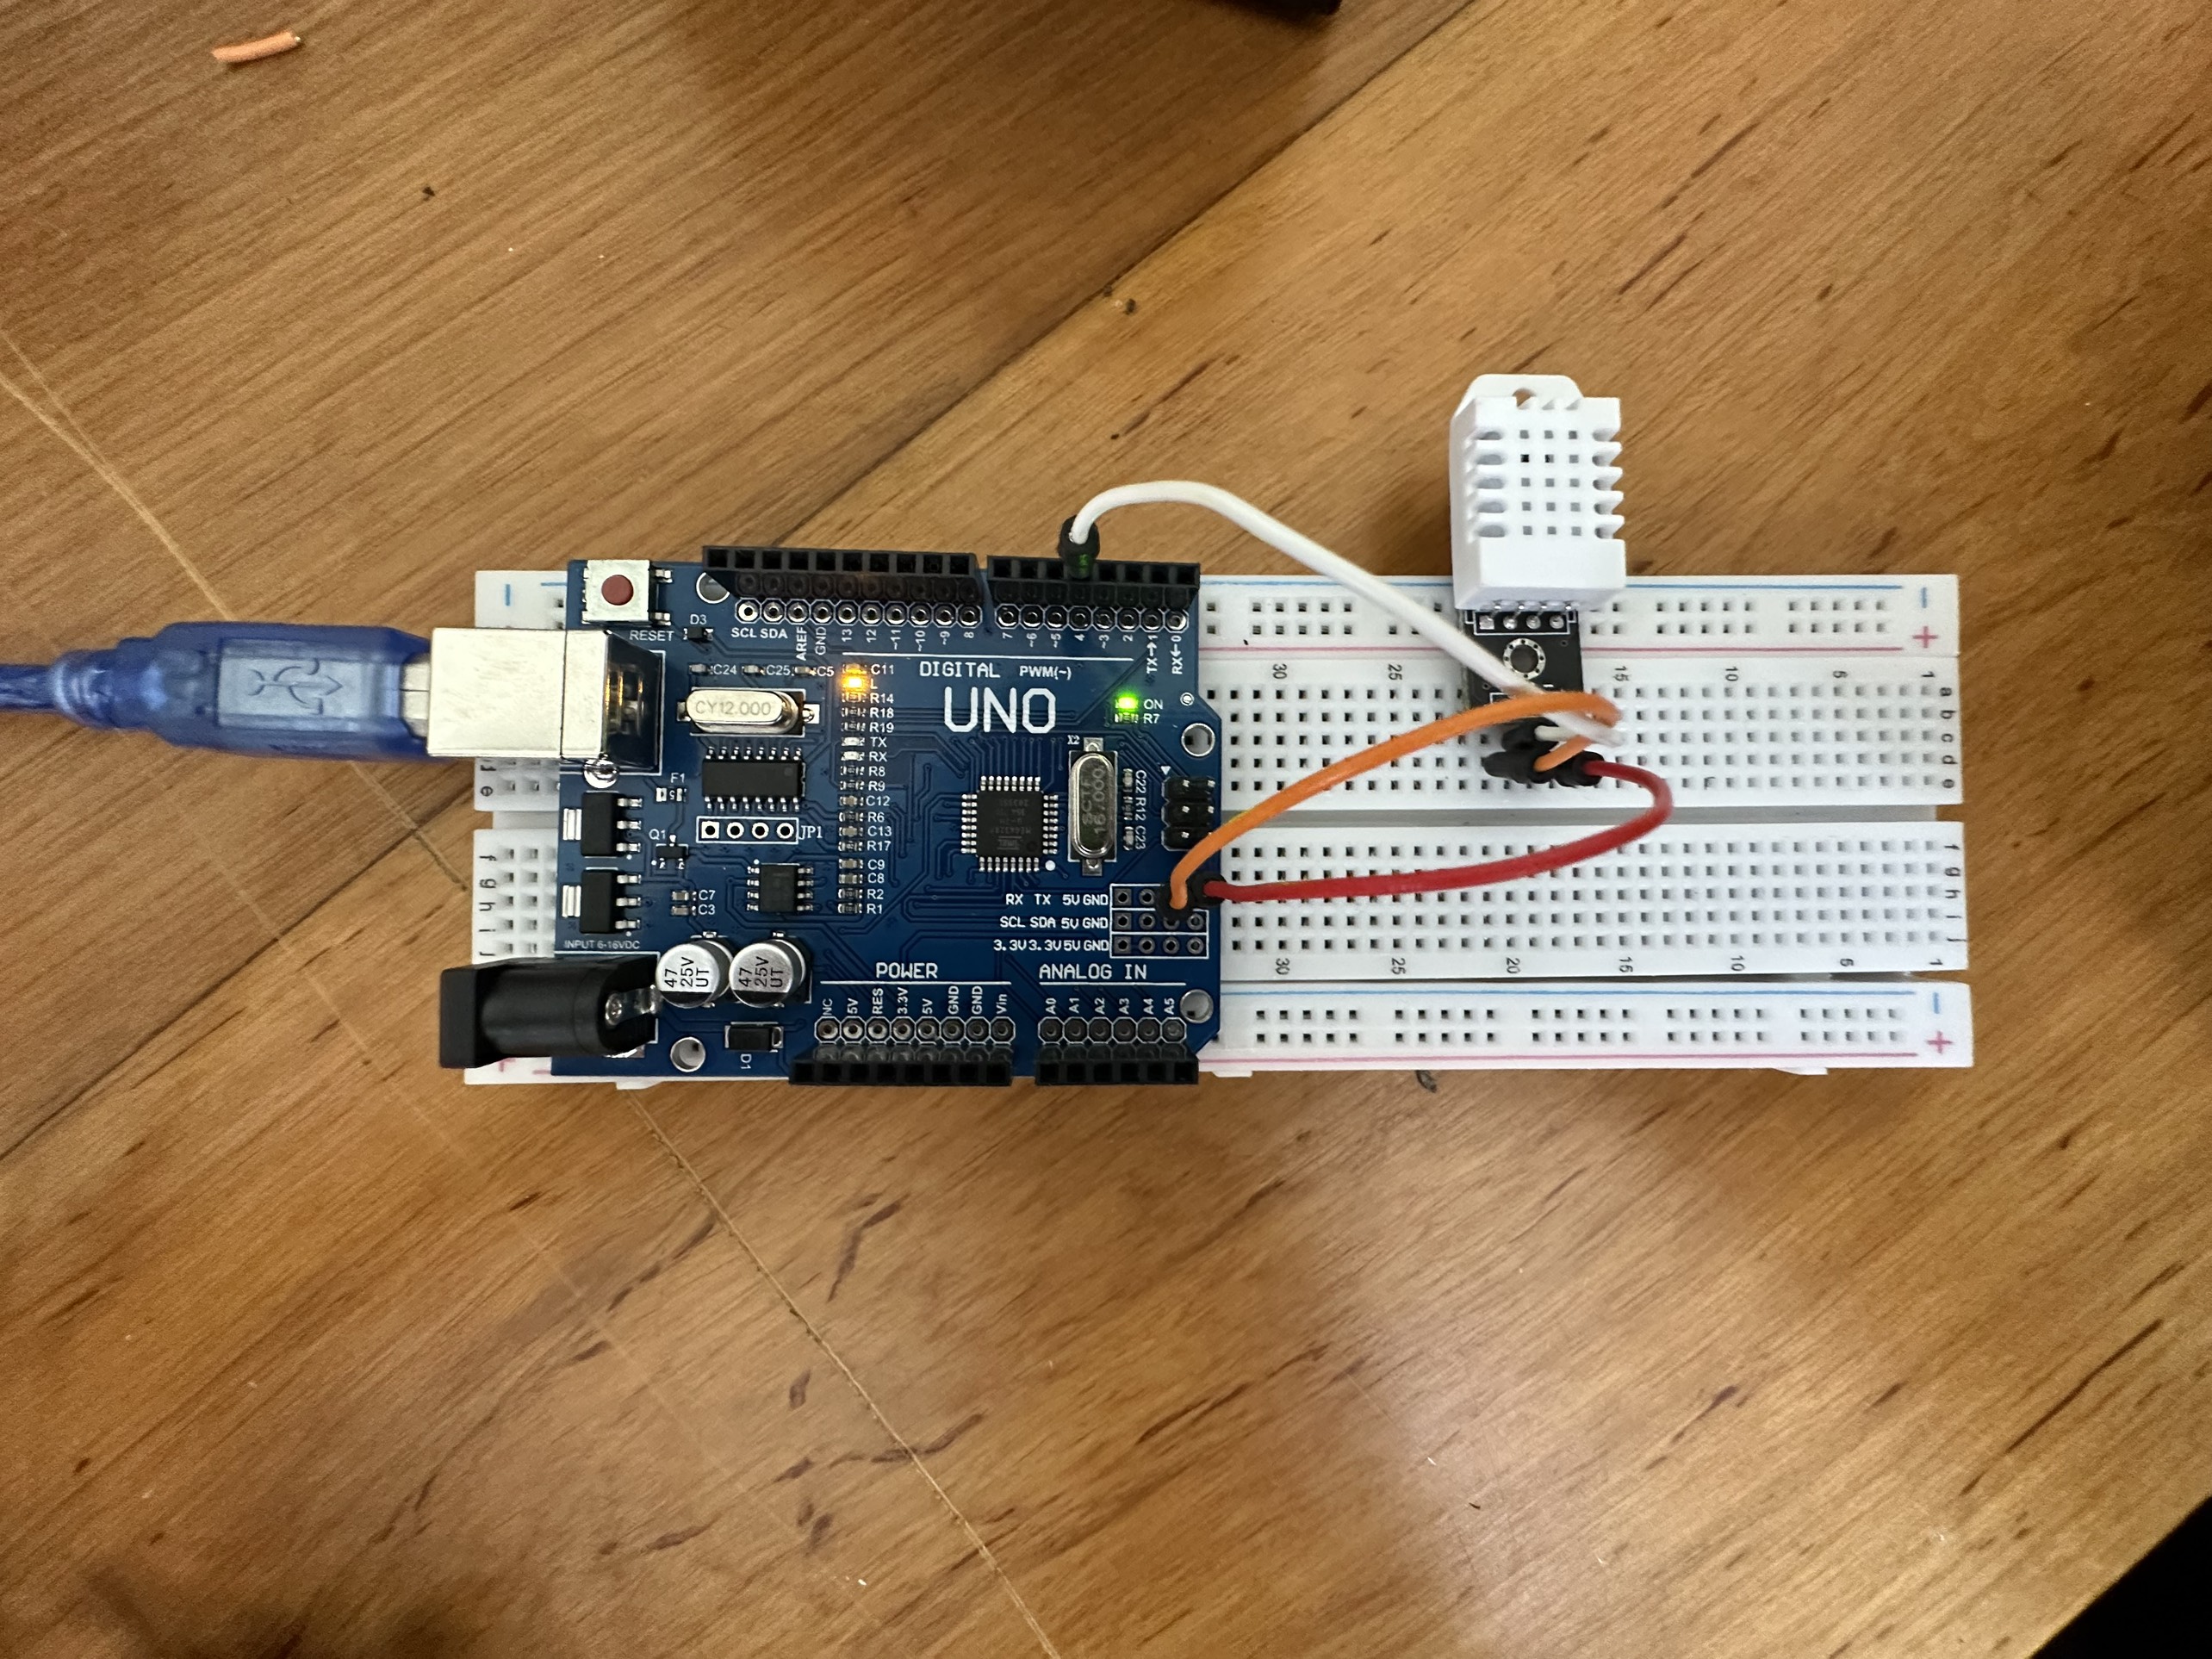 RESET
D3
SCL SDA AREF GND 13 12 ~11 ~10 ~9 8
7 ~6 ~5 4 ~3 2 TX→1 RX←0
C24 C25 C5
C11
L
R14
R18
R19
TX
RX
R8
R9
C12
R6
C13
R17
C9
C8
R2
R1
DIGITAL PWM(~)
UNO
ON
R7
CY12.000
X2
16.000
C22 R12 C23
F1
Q1
JP1
C7
C3
RX TX 5V GND
SCL SDA 5V GND
3.3V 3.3V 5V GND
INPUT 6-16VDC
47
25V
UT
47
25V
UT
D1
POWER
NC 5V RES 3.3V 5V GND GND Vin
ANALOG IN
A0 A1 A2 A3 A4 A5
-
+
30 25 15 10 5 1
a
b
c
d
e
f
g
h
i
j
30 25 20 15 10 5 1
-
+